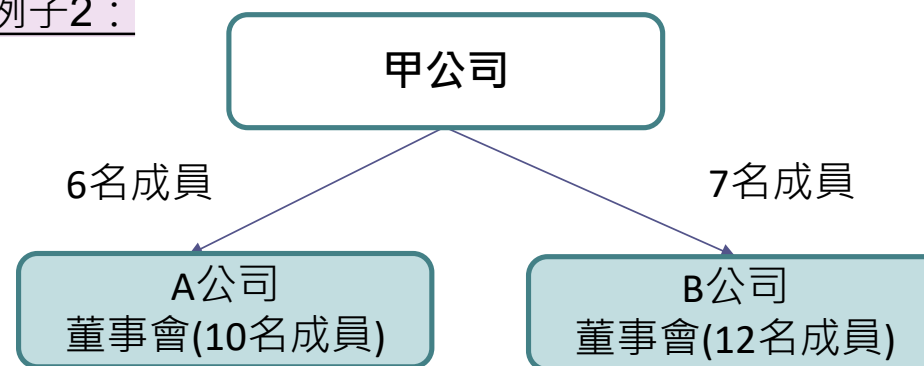 例子2：
甲公司
6名成員
7名成員
A公司
董事會(10名成員)
B公司
董事會(12名成員)